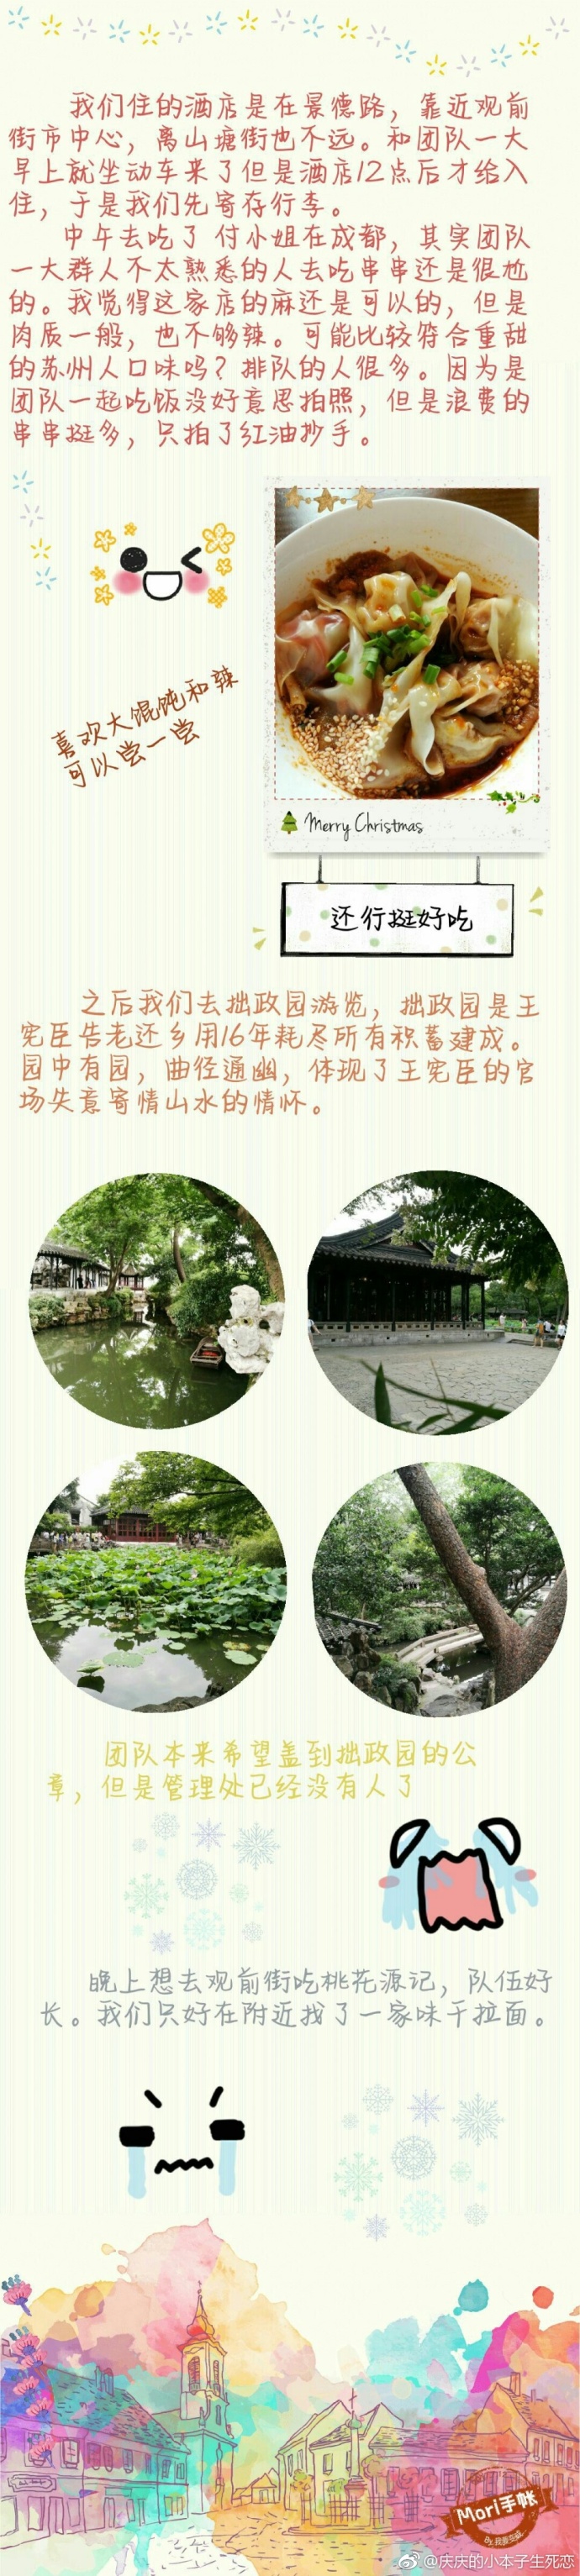 我们住的酒店是在景德路，靠近观前
街市中心，离山塘街也不远。和团队一大
早上就坐动车来了但是酒店12点后才给入
住，于是我们先寄存行李。
中午去吃了 付小姐在成都，其实团队
一大群人不太熟悉的人去吃串串还是很尬
的。我觉得这家店的麻还是可以的，但是
肉质一般，也不够辣。可能比较符合重甜
的苏州人口味吗？排队的人很多。因为是
团队一起吃饭没好意思拍照，但是浪费的
串串挺多，只拍了红油抄手。
喜欢大馄饨和辣
可以尝一尝
Merry Christmas
还行挺好吃
之后我们去拙政园游览，拙政园是王
宪臣告老还乡用16年耗尽所有积蓄建成。
园中有园，曲径通幽，体现了王宪臣的官
场失意寄情山水的情怀。
团队本来希望盖到拙政园的公
章，但是管理处已经没有人了
晚上想去观前街吃桃花源记，队伍好
长。我们只好在附近找了一家味千拉面。
Mori手帐
@庆庆的小本子生死恋